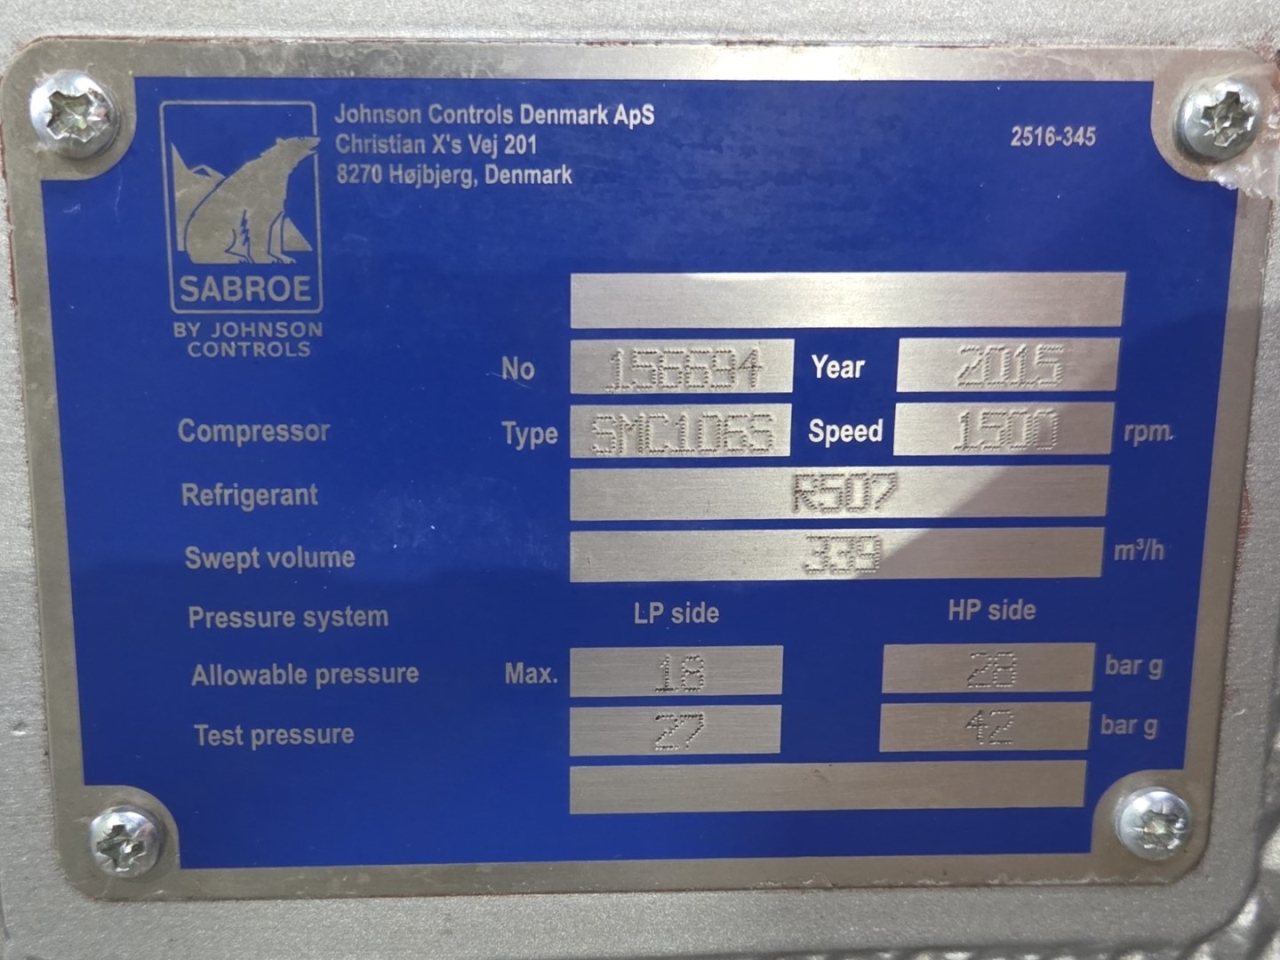 Johnson Controls Denmark ApS
Christian X's Vej 201
8270 Højbjerg, Denmark
2516-345
SABROE
BY JOHNSON
CONTROLS
No 156694 Year 2015
Compressor Type SMC106S Speed 1500 rpm.
Refrigerant R507
Swept volume 339 m³/h
Pressure system LP side HP side
Allowable pressure Max. 18 28 bar g
Test pressure 27 42 bar g